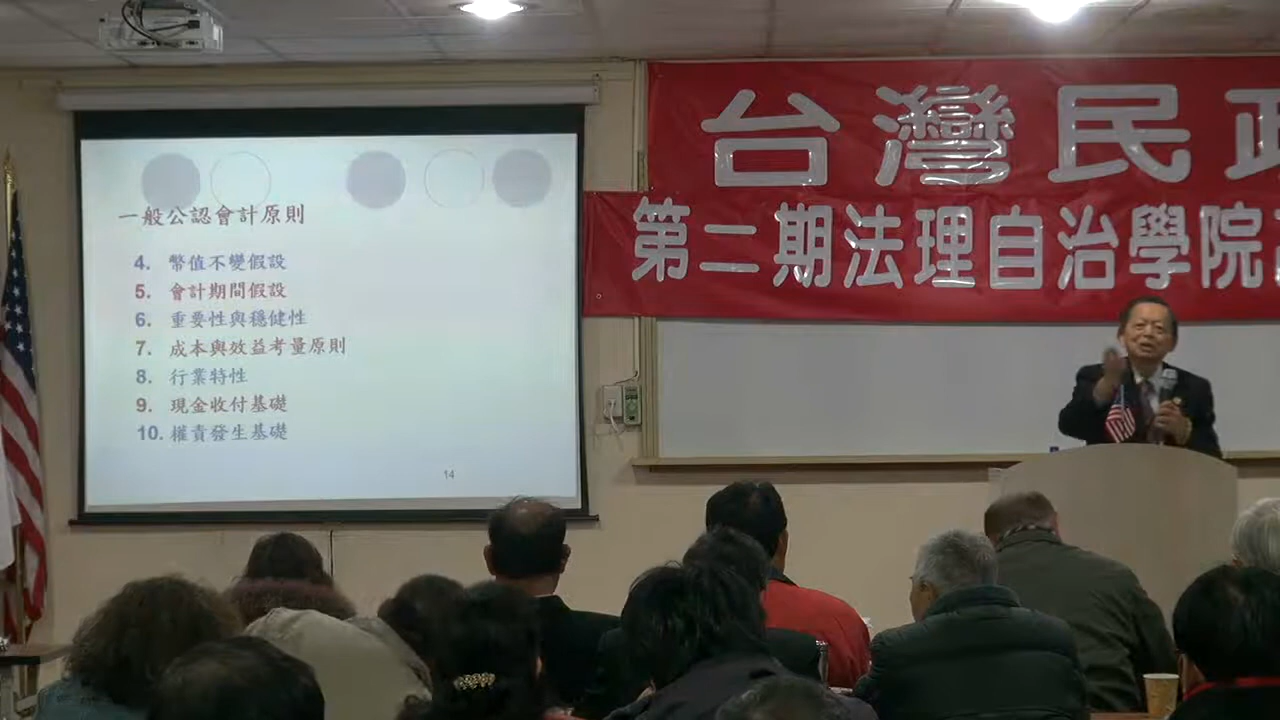 台灣民政
第二期法理自治學院
一般公認會計原則
4. 幣值不變假設
5. 會計期間假設
6. 重要性與穩健性
7. 成本與效益考量原則
8. 行業特性
9. 現金收付基礎
10. 權責發生基礎
14